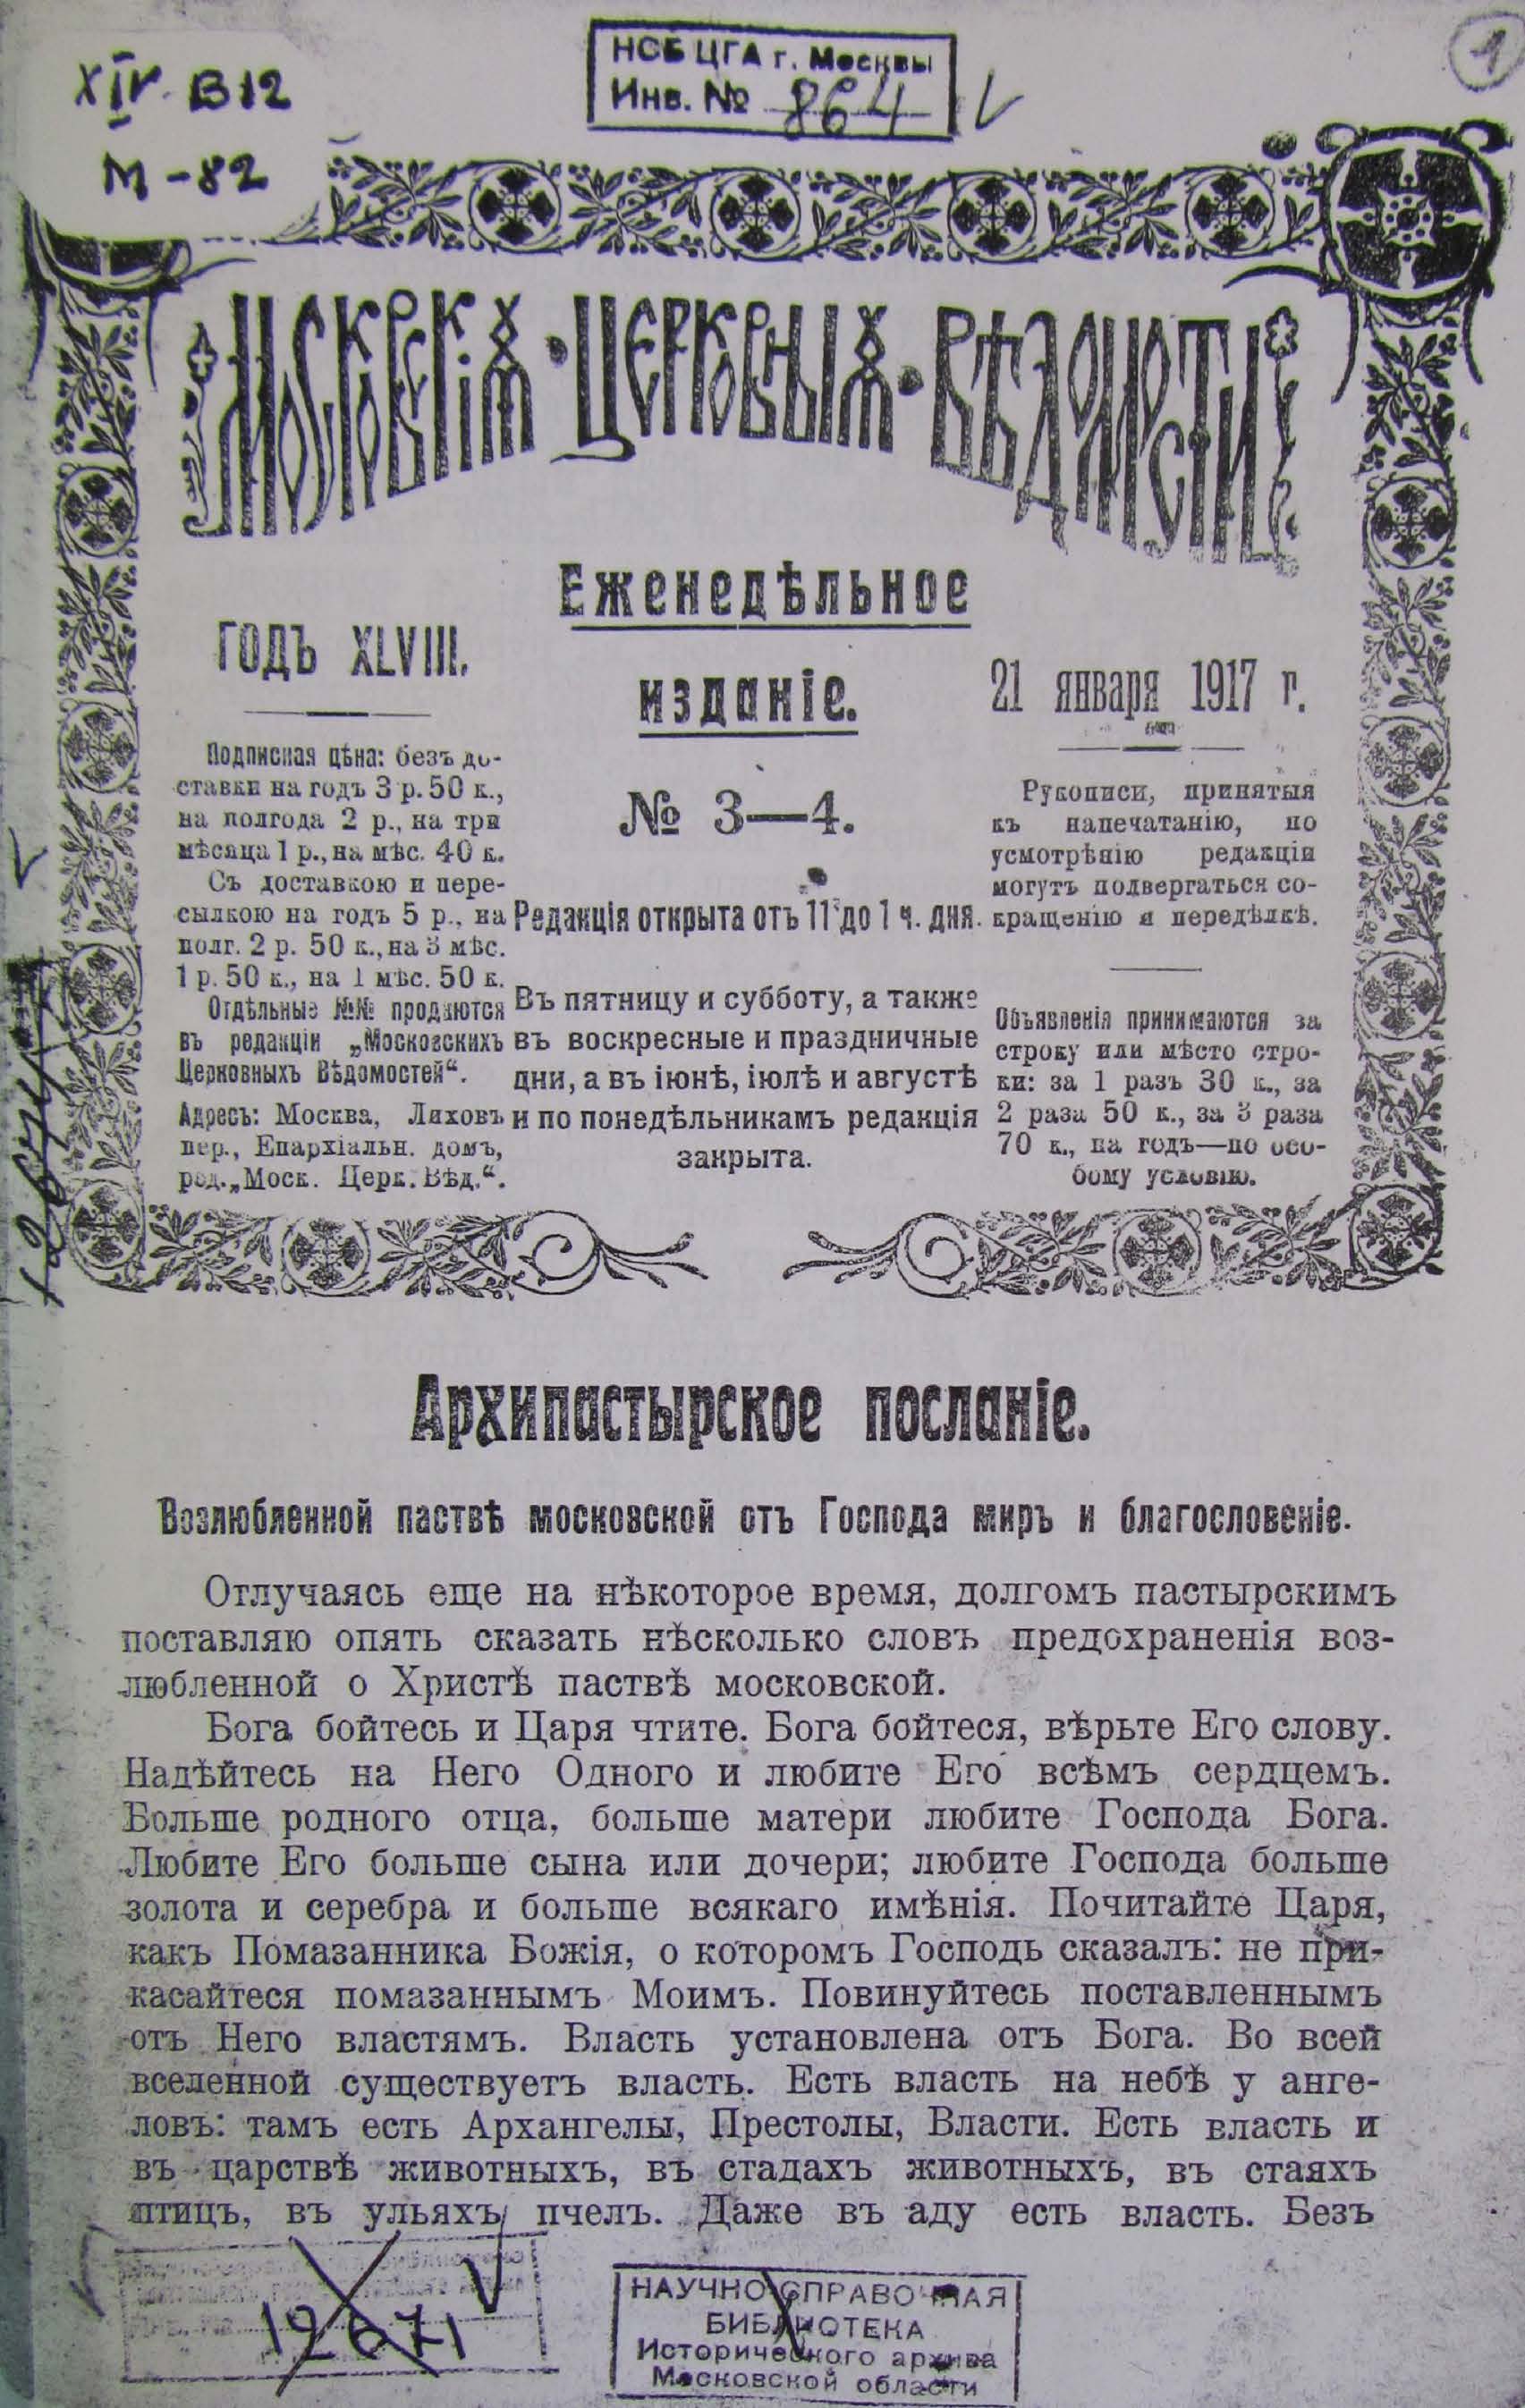 XIV В12
М-82
НСБ ЦГА г. Москвы
Инв. № 864
1
МОСКОВСКІЯ ЦЕРКОВНЫЯ ВѢДОМОСТИ
ГОДЪ XLVIII.
Подписная цѣна: безъ до-
ставки на годъ 3 р. 50 к.,
на полгода 2 р., на три
мѣсяца 1 р., на мѣс. 40 к.
Съ доставкою и пере-
сылкою на годъ 5 р., на
полг. 2 р. 50 к., на 3 мѣс.
1 р. 50 к., на 1 мѣс. 50 к.
Отдѣльные №№ продаются
въ редакціи „Московскихъ
Церковныхъ Вѣдомостей“.
Адресъ: Москва, Лиховъ
пер., Епархіальн. домъ,
ред. „Моск. Церк. Вѣд.“.
Еженедѣльное
изданіе.
№ 3—4.
Редакція открыта отъ 11 до 1 ч. дня.
Въ пятницу и субботу, а также
въ воскресные и праздничные
дни, а въ іюнѣ, іюлѣ и августѣ
и по понедѣльникамъ редакція
закрыта.
21 января 1917 г.
Рукописи, принятыя
къ напечатанію, по
усмотрѣнію редакціи
могутъ подвергаться со-
кращенію и передѣлкѣ.
Объявленія принимаются за
строку или мѣсто стро-
ки: за 1 разъ 30 к., за
2 раза 50 к., за 3 раза
70 к., на годъ—по осо-
бому условію.
Архипастырское посланіе.
Возлюбленной паствѣ московской отъ Господа миръ и благословеніе.
Отлучаясь еще на нѣкоторое время, долгомъ пастырскимъ
поставляю опять сказать нѣсколько словъ предохраненія воз-
любленной о Христѣ паствѣ московской.
Бога бойтесь и Царя чтите. Бога бойтеся, вѣрьте Его слову.
Надѣйтесь на Него Одного и любите Его всѣмъ сердцемъ.
Больше родного отца, больше матери любите Господа Бога.
Любите Его больше сына или дочери; любите Господа больше
золота и серебра и больше всякаго имѣнія. Почитайте Царя,
какъ Помазанника Божія, о которомъ Господь сказалъ: не при-
касайтеся помазаннымъ Моимъ. Повинуйтесь поставленнымъ
отъ Него властямъ. Власть установлена отъ Бога. Во всей
вселенной существуетъ власть. Есть власть на небѣ у анге-
ловъ: тамъ есть Архангелы, Престолы, Власти. Есть власть и
въ царствѣ животныхъ, въ стадахъ животныхъ, въ стаяхъ
птицъ, въ ульяхъ пчелъ. Даже въ аду есть власть. Безъ
12671
НАУЧНО-СПРАВОЧНАЯ
БИБЛИОТЕКА
Исторического архива
Московской области